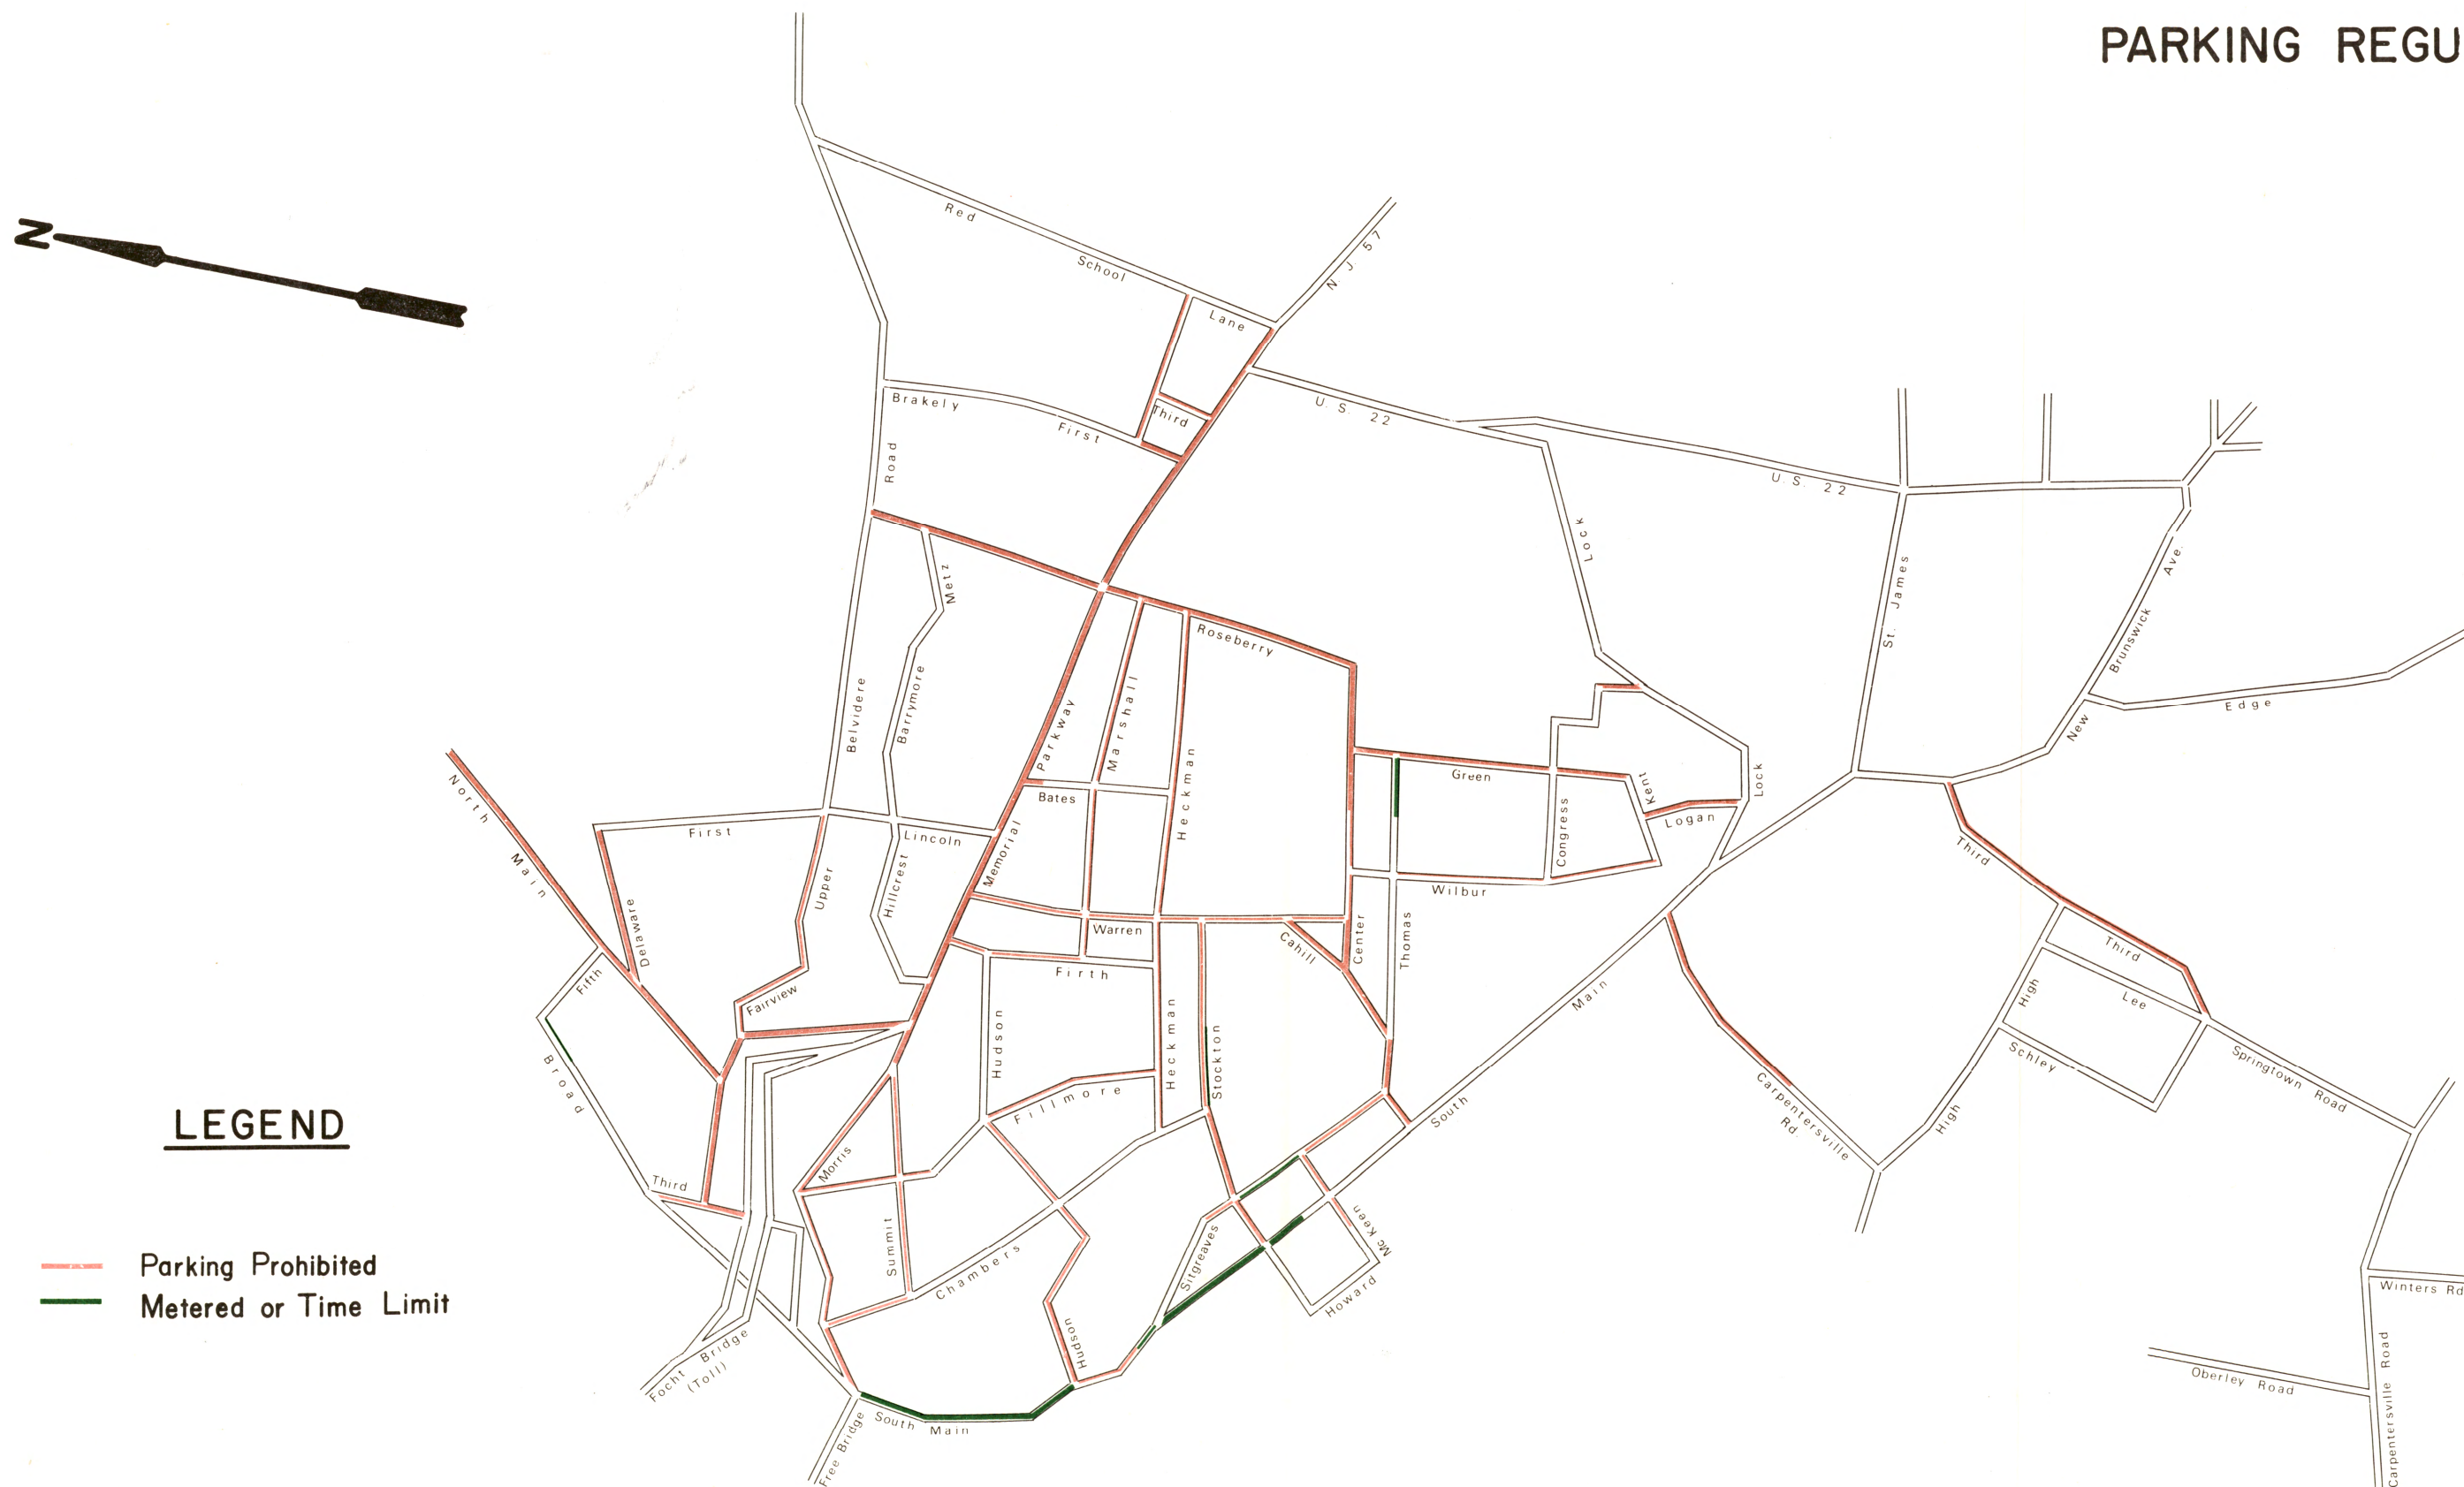 PARKING REGU
N
Red School Lane
N. J. 57
Brakely
First
Third
Road
U. S. 22
U. S. 22
Lock
St. James
New Brunswick Ave.
Edge
Metz
Roseberry
Belvidere
Barrymore
Parkway
Marshall
Heckman
North Main
First
Lincoln
Bates
Green
Kent
Lock
Logan
Congress
Memorial
Hillcrest
Upper
Delaware
Wilbur
Warren
Cahill
Center
Thomas
Third
Third
Lee
High
Schley
Springtown Road
Fifth
Fairview
Firth
Hudson
Heckman
Stockton
South Main
Carpentersville Rd.
High
Broad
Fillmore
LEGEND
Parking Prohibited
Metered or Time Limit
Third
Morris
Summit
Chambers
Sitgreaves
Mc Keen
Howard
Hudson
Winters Rd
Focht Bridge
(Toll)
Oberley Road
Carpentersville Road
South Main
Free Bridge